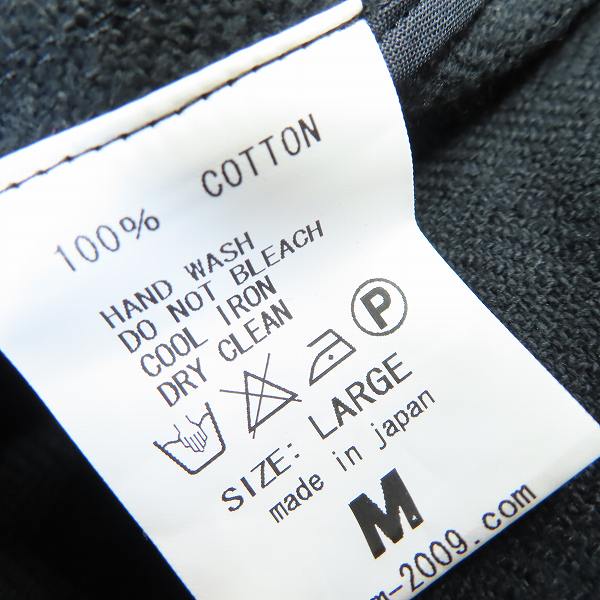 100% COTTON
HAND WASH
DO NOT BLEACH
COOL IRON
DRY CLEAN
P
SIZE: LARGE
made in japan
M
m-2009.com